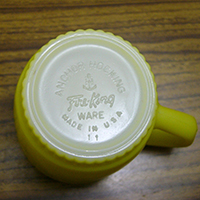 ANCHOR HOCKING
Fire-King
WARE
MADE IN U.S.A
11